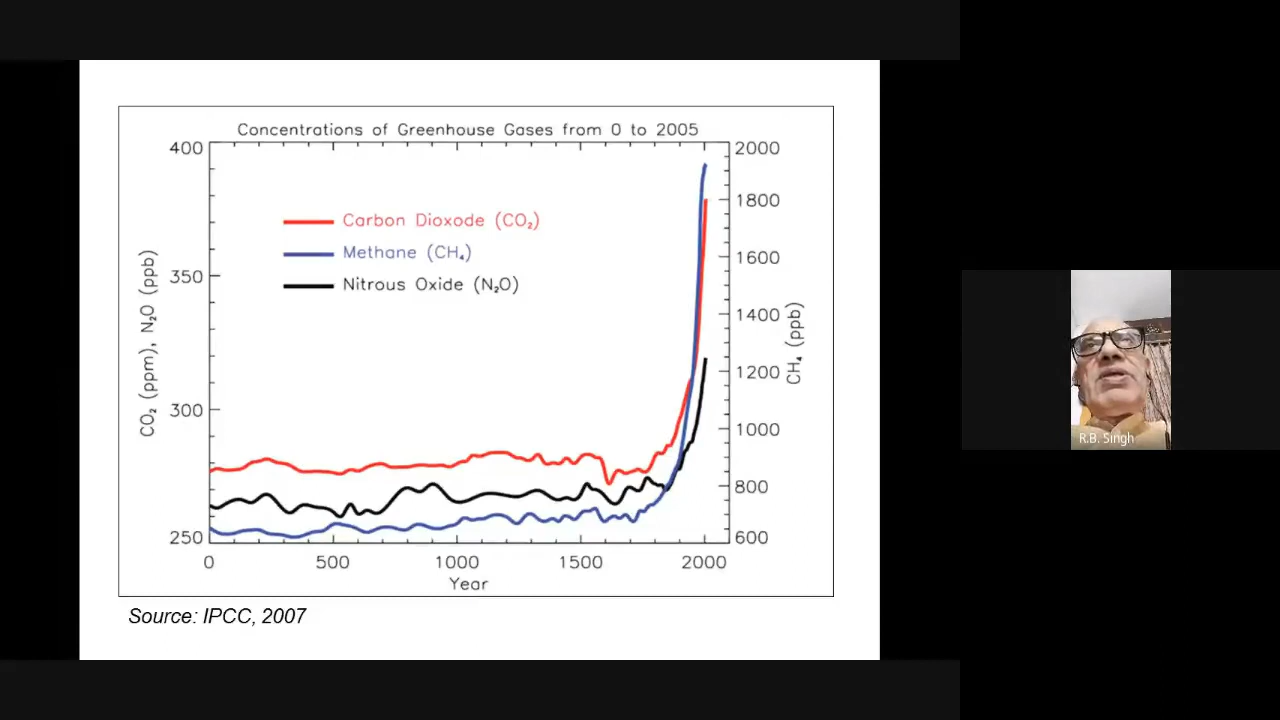 Concentrations of Greenhouse Gases from 0 to 2005
400
350
300
250
CO₂ (ppm), N₂O (ppb)
Carbon Dioxode (CO₂)
Methane (CH₄)
Nitrous Oxide (N₂O)
2000
1800
1600
1400
1200
1000
800
600
CH₄ (ppb)
0 500 1000 1500 2000
Year
Source: IPCC, 2007
R.B. Singh